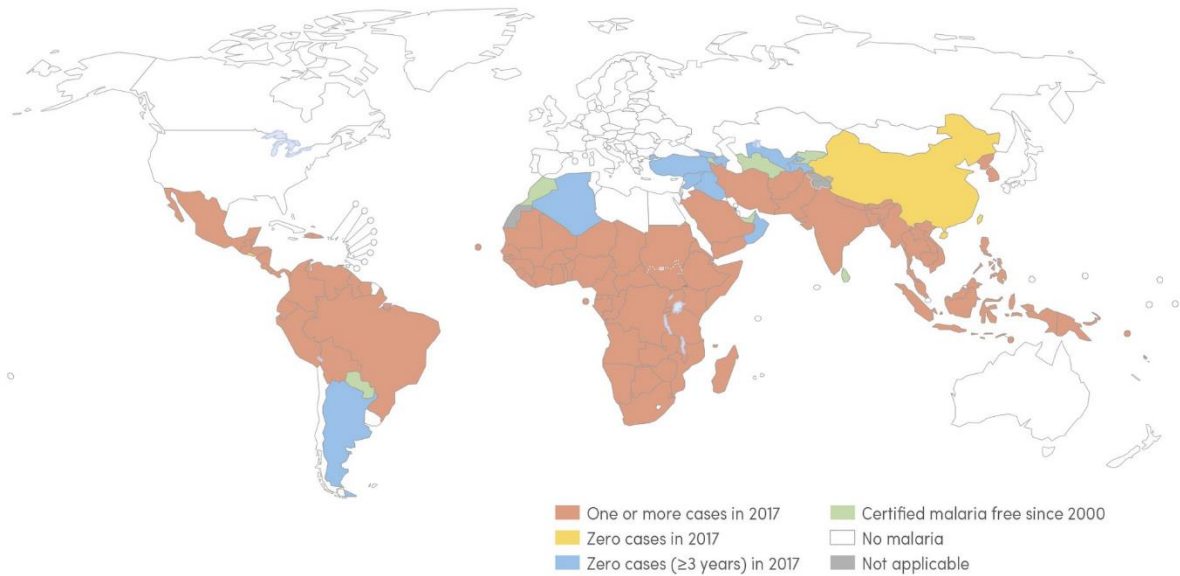 One or more cases in 2017
Zero cases in 2017
Zero cases (≥3 years) in 2017
Certified malaria free since 2000
No malaria
Not applicable